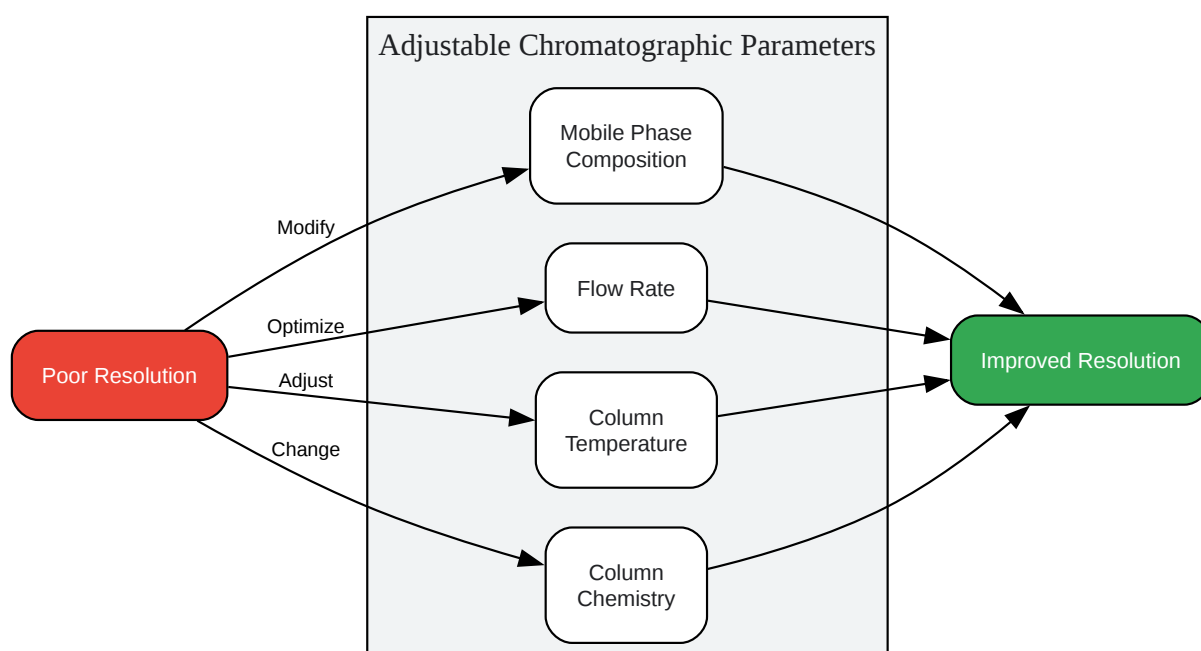 Adjustable Chromatographic Parameters
Mobile Phase
Composition
Modify
Flow Rate
Optimize
Poor Resolution
Improved Resolution
Adjust
Column
Temperature
Change
Column
Chemistry